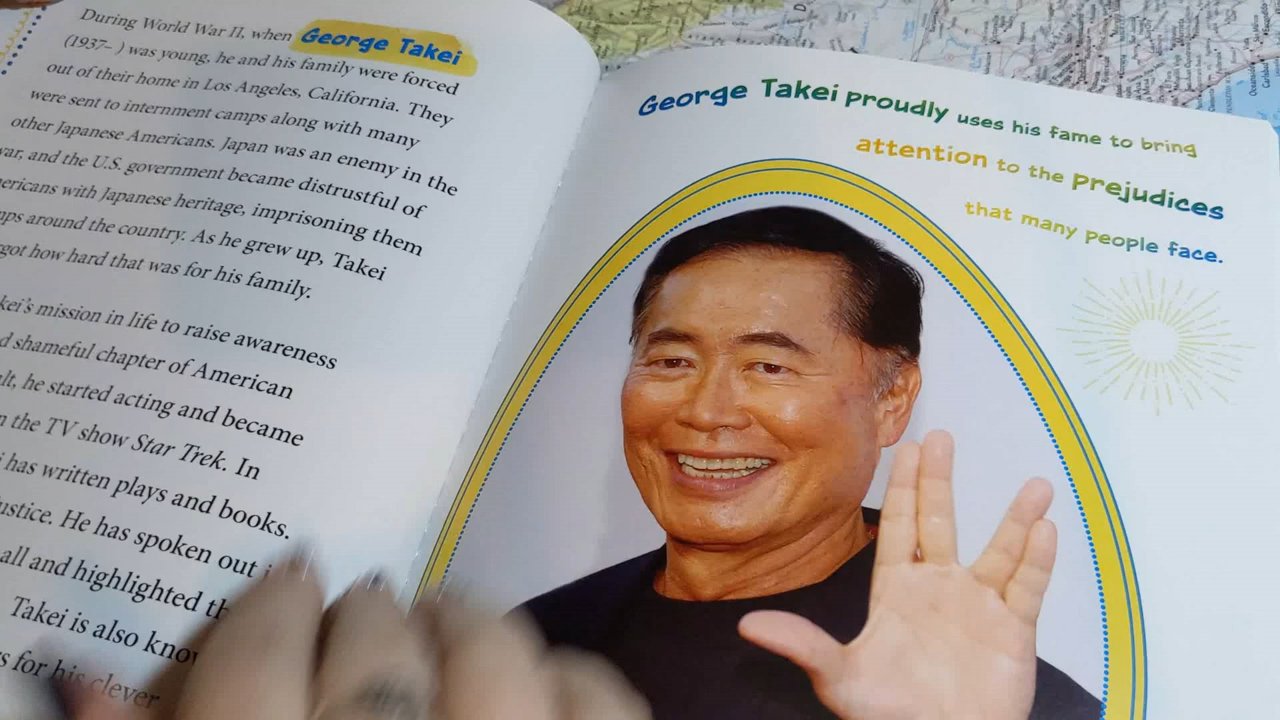 During World War II, when George Takei
(1937– ) was young, he and his family were forced
out of their home in Los Angeles, California. They
were sent to internment camps along with many
other Japanese Americans. Japan was an enemy in the
war, and the U.S. government became distrustful of
with Japanese heritage, imprisoning them
around the country. As he grew up, Takei
how hard that was for his family.
mission in life to raise awareness
shameful chapter of American
he started acting and became
the TV show Star Trek. In
has written plays and books.
He has spoken out
all and highlighted
Takei is also
for his clever
George Takei proudly uses his fame to bring
attention to the prejudices
that many people face.